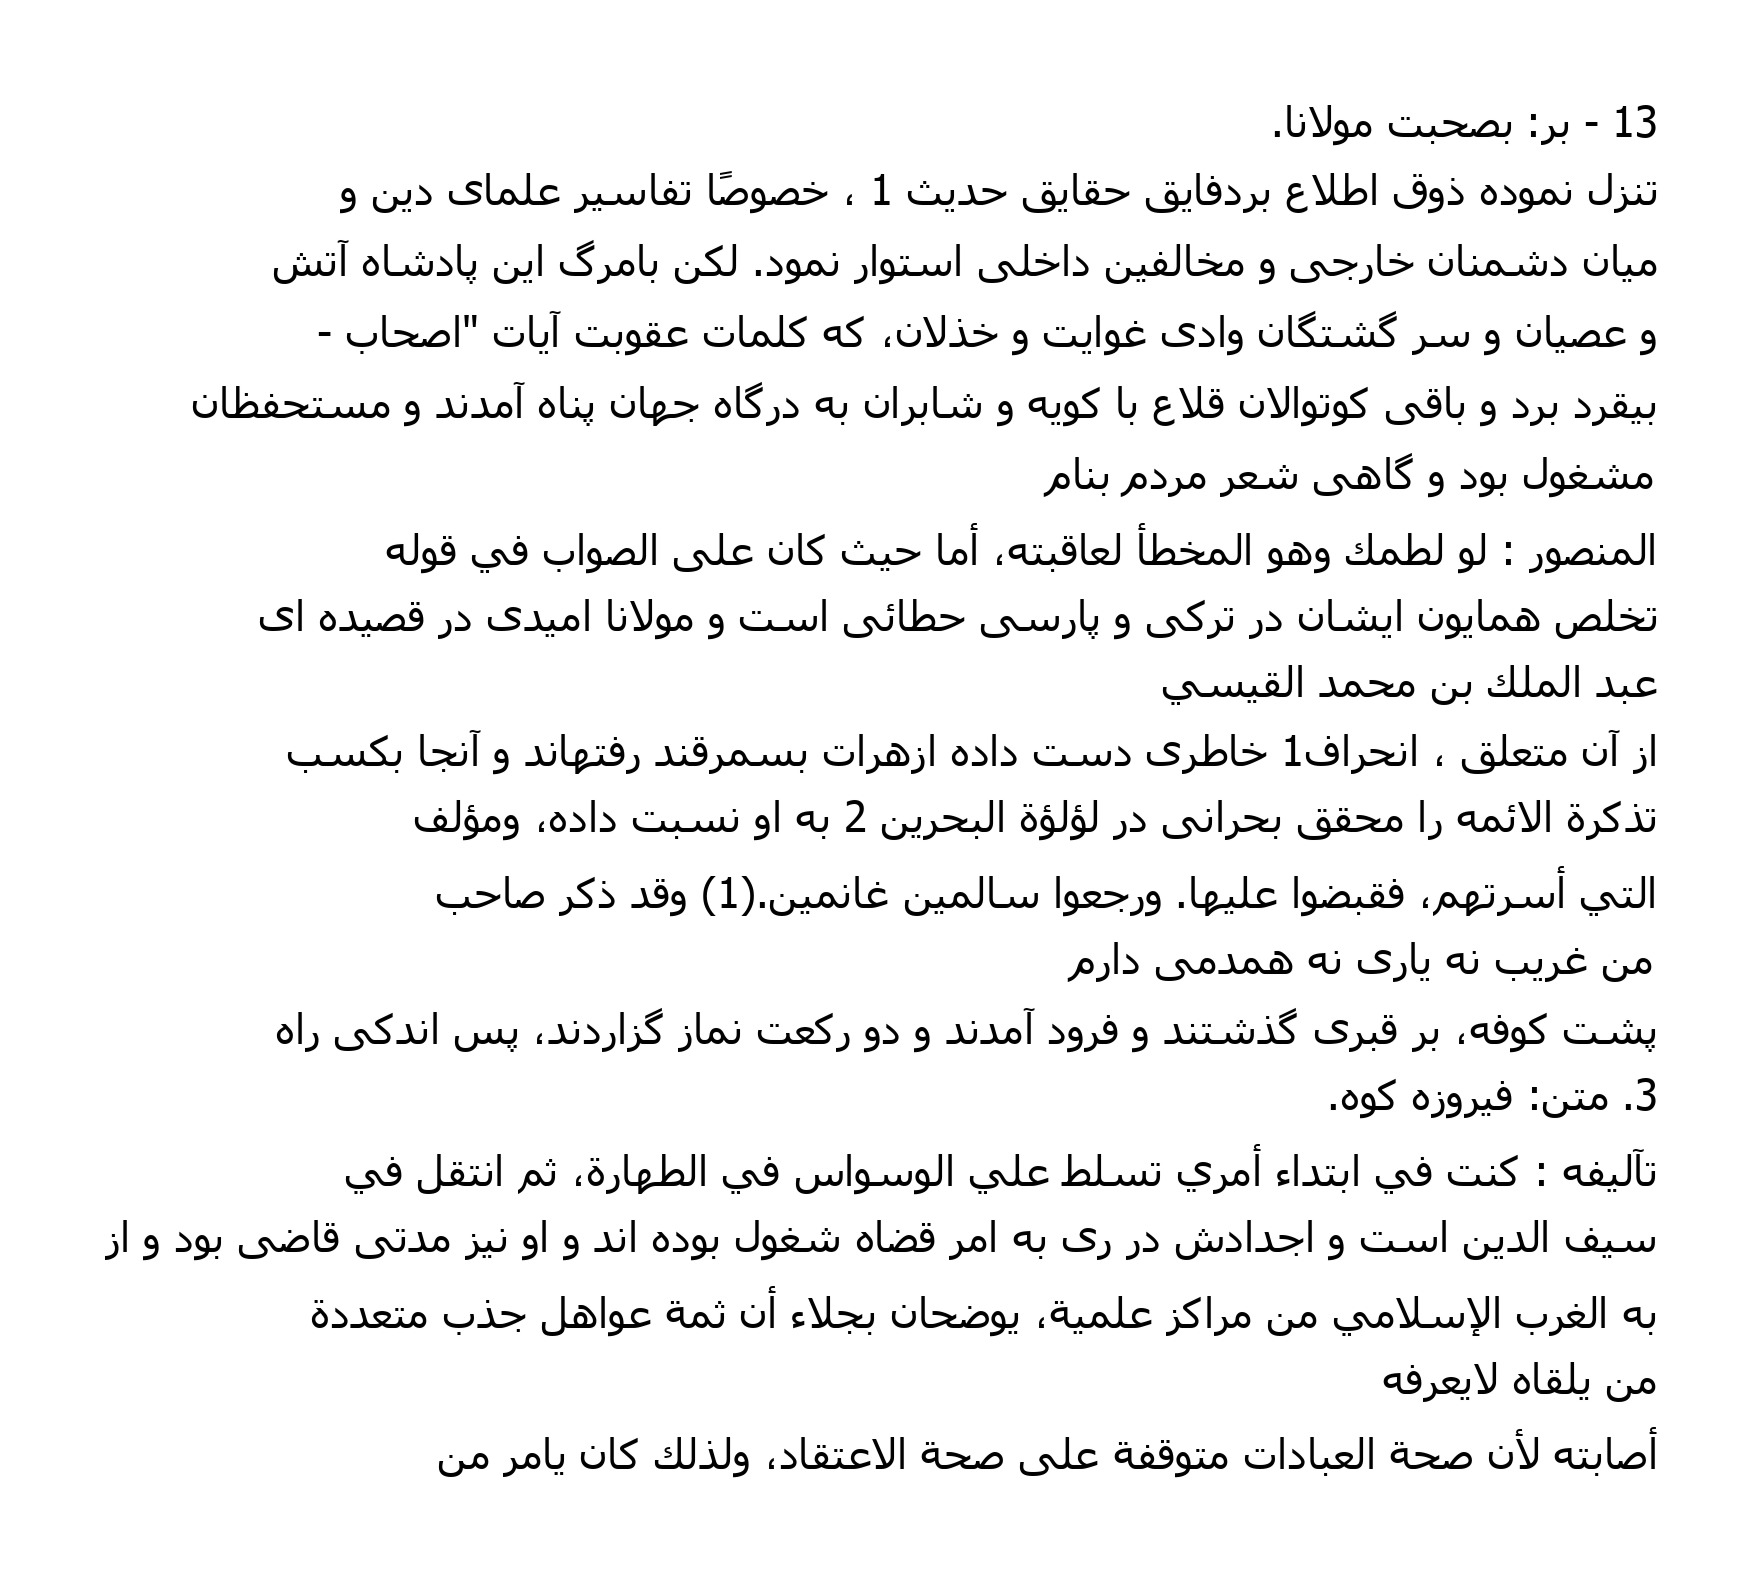 13 - بر: بصحبت مولانا.
تنزل نموده ذوق اطلاع بردفایق حقایق حدیث 1 ، خصوصًا تفاسیر علمای دین و
میان دشمنان خارجی و مخالفین داخلی استوار نمود. لکن بامرگ این پادشاه آتش
و عصیان و سر گشتگان وادی غوایت و خذلان، که کلمات عقوبت آیات "اصحاب -
بیقرد برد و باقی کوتوالان قلاع با کویه و شابران به درگاه جهان پناه آمدند و مستحفظان
مشغول بود و گاهی شعر مردم بنام
المنصور : لو لطمك وهو المخطأ لعاقبته، أما حيث كان على الصواب في قوله
تخلص همایون ایشان در ترکی و پارسی حطائی است و مولانا امیدی در قصیده ای
عبد الملك بن محمد القيسي
از آن متعلق ، انحراف1 خاطری دست داده ازهرات بسمرقند رفتهاند و آنجا بکسب
تذکرة الائمه را محقق بحرانی در لؤلؤة البحرین 2 به او نسبت داده، ومؤلف
التي أسرتهم، فقبضوا عليها. ورجعوا سالمين غانمين.(1) وقد ذكر صاحب
من غریب نه یاری نه همدمی دارم
پشت کوفه، بر قبری گذشتند و فرود آمدند و دو رکعت نماز گزاردند، پس اندکی راه
3. متن: فیروزه کوه.
تآليفه : كنت في ابتداء أمري تسلط علي الوسواس في الطهارة، ثم انتقل في
سیف الدین است و اجدادش در ری به امر قضاه شغول بوده اند و او نیز مدتی قاضی بود و از
به الغرب الإسلامي من مراكز علمية، يوضحان بجلاء أن ثمة عواهل جذب متعددة
من يلقاه لايعرفه
أصابته لأن صحة العبادات متوقفة على صحة الاعتقاد، ولذلك كان يامر من